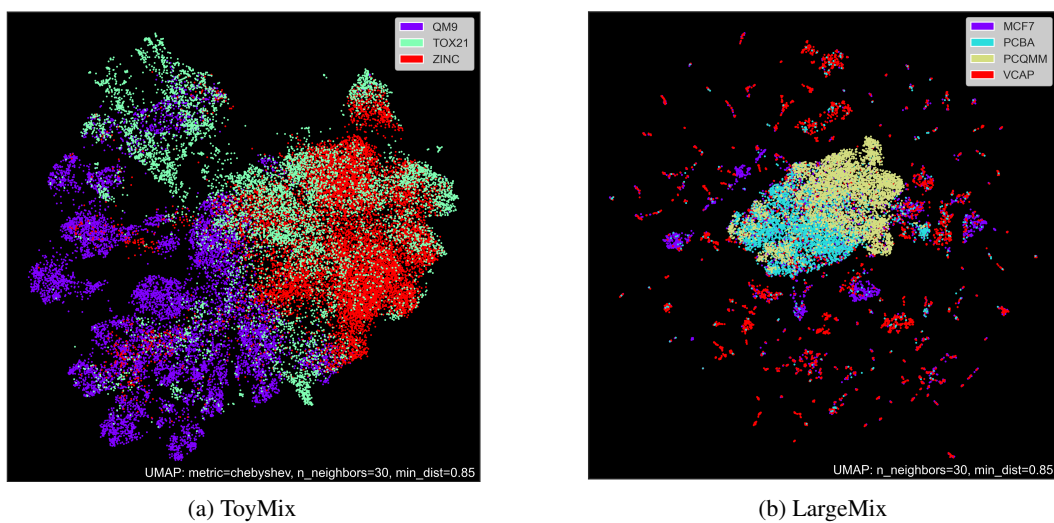 QM9
TOX21
ZINC
UMAP: metric=chebyshev, n_neighbors=30, min_dist=0.85
(a) ToyMix
MCF7
PCBA
PCQMM
VCAP
UMAP: n_neighbors=30, min_dist=0.85
(b) LargeMix